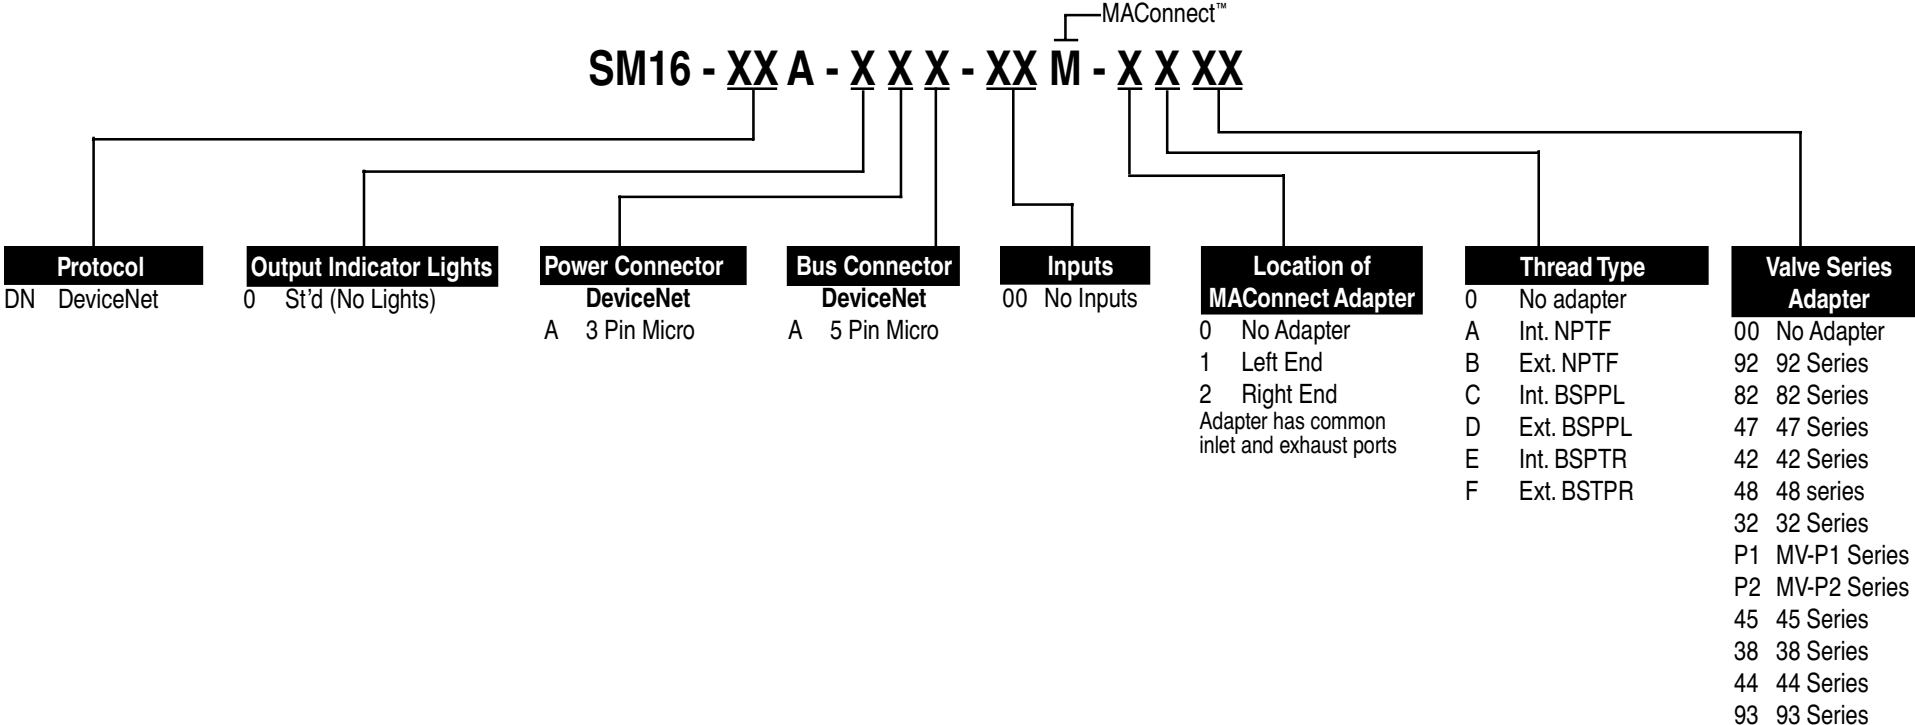 MAConnect™
SM16 - XX A - X X X - XX M - X X XX
Protocol
DN DeviceNet
Output Indicator Lights
0 St'd (No Lights)
Power Connector
DeviceNet
A 3 Pin Micro
Bus Connector
DeviceNet
A 5 Pin Micro
Inputs
00 No Inputs
Location of
MAConnect Adapter
0 No Adapter
1 Left End
2 Right End
Adapter has common
inlet and exhaust ports
Thread Type
0 No adapter
A Int. NPTF
B Ext. NPTF
C Int. BSPPL
D Ext. BSPPL
E Int. BSPTR
F Ext. BSTPR
Valve Series
Adapter
00 No Adapter
92 92 Series
82 82 Series
47 47 Series
42 42 Series
48 48 series
32 32 Series
P1 MV-P1 Series
P2 MV-P2 Series
45 45 Series
38 38 Series
44 44 Series
93 93 Series